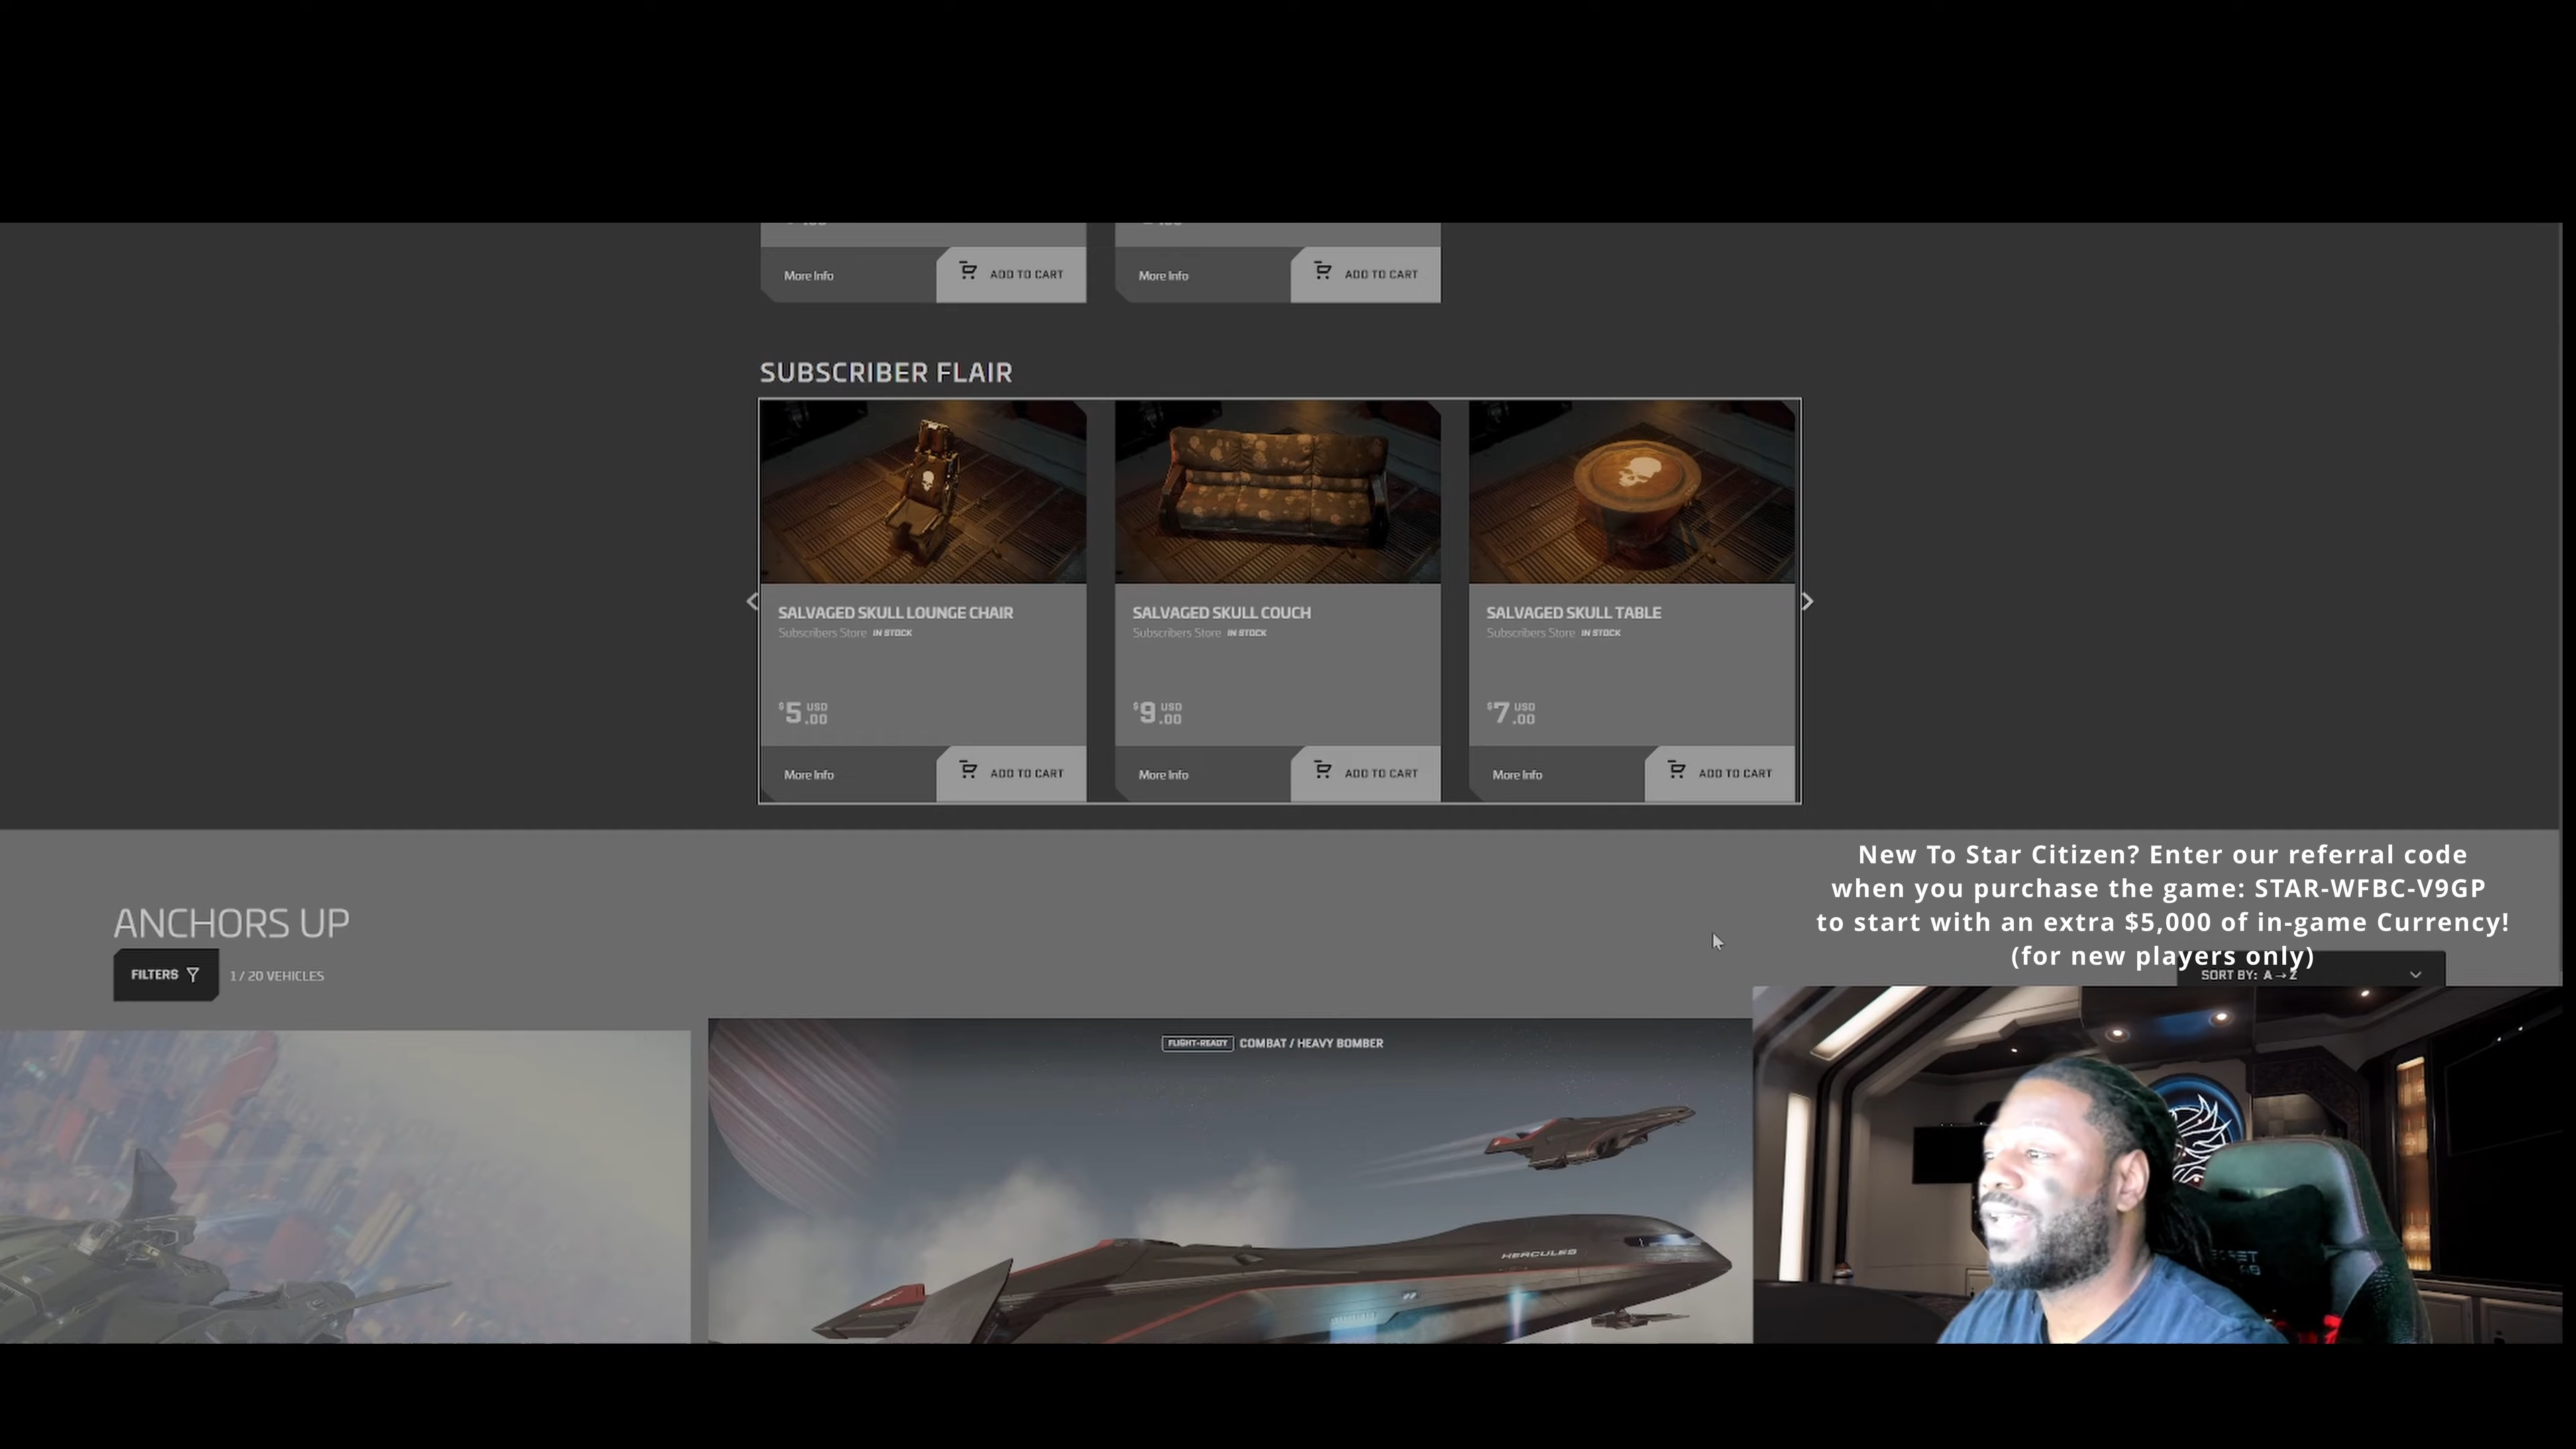 More Info
ADD TO CART
More Info
ADD TO CART
SUBSCRIBER FLAIR
SALVAGED SKULL LOUNGE CHAIR
Subscribers Store IN STOCK
$5 USD .00
More Info
ADD TO CART
SALVAGED SKULL COUCH
Subscribers Store IN STOCK
$9 USD .00
More Info
ADD TO CART
SALVAGED SKULL TABLE
Subscribers Store IN STOCK
$7 USD .00
More Info
ADD TO CART
New To Star Citizen? Enter our referral code
when you purchase the game: STAR-WFBC-V9GP
to start with an extra $5,000 of in-game Currency!
(for new players only)
ANCHORS UP
FILTERS
1 / 20 VEHICLES
SORT BY: A→Z
FLIGHT-READY COMBAT / HEAVY BOMBER
HERCULES